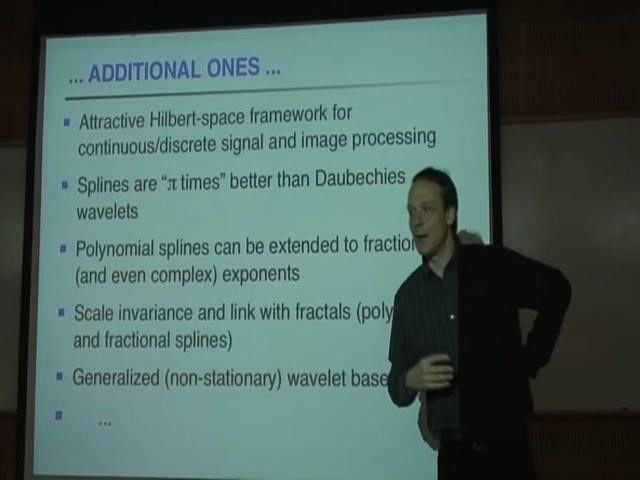 ... ADDITIONAL ONES ...
Attractive Hilbert-space framework for
continuous/discrete signal and image processing
Splines are “π times” better than Daubechies
wavelets
Polynomial splines can be extended to
(and even complex) exponents
Scale invariance and link with fractals
and fractional splines)
Generalized (non-stationary) wavelet
...